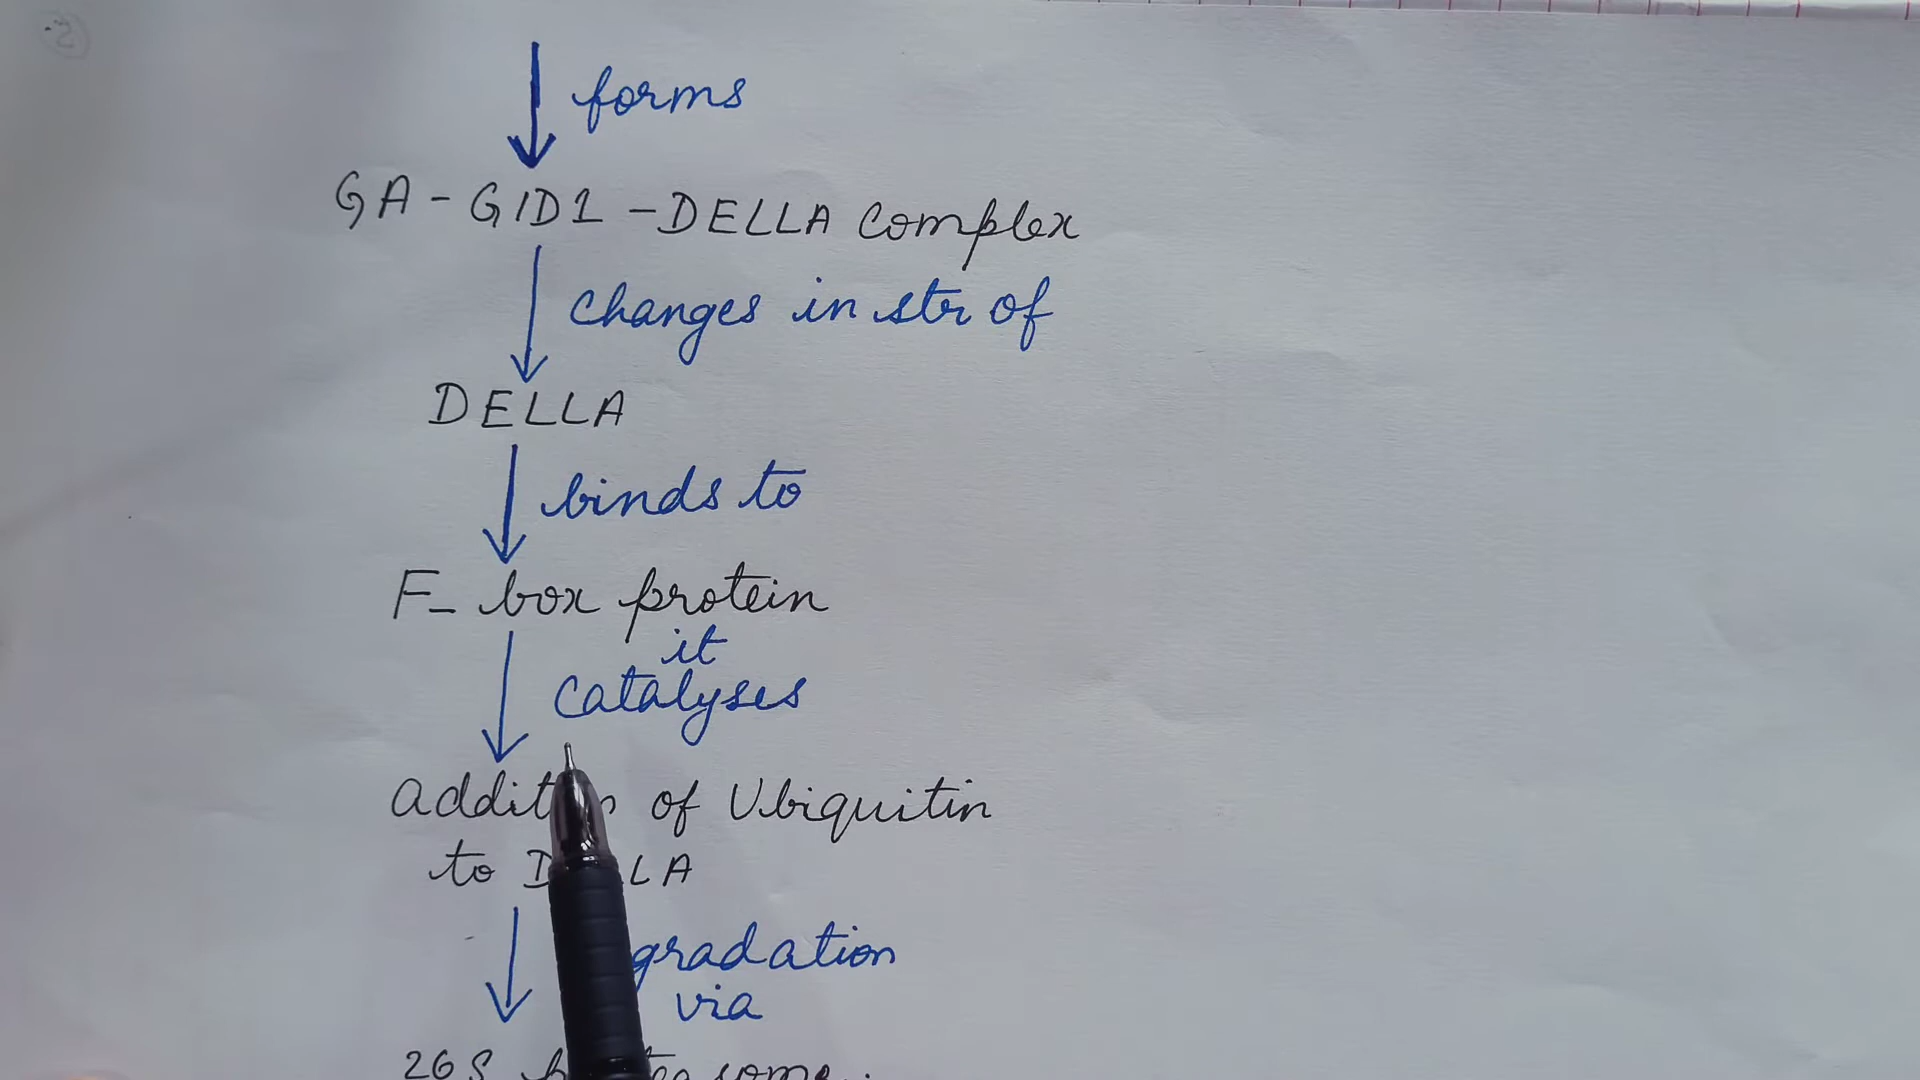 forms
GA - GID1 - DELLA Complex
Changes in str of
DELLA
binds to
F- box protein
it
Catalyses
of Ubiquitin
to
via
26S